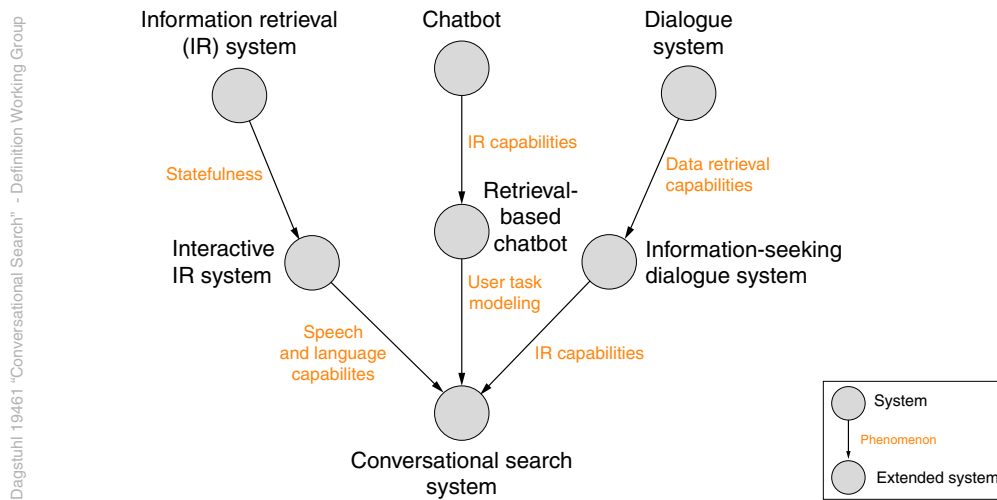 Dagstuhl 19461 "Conversational Search" - Definition Working Group
Information retrieval
(IR) system
Chatbot
Dialogue
system
IR capabilities
Statefulness
Data retrieval
capabilities
Retrieval-
based
chatbot
Interactive
IR system
Information-seeking
dialogue system
User task
modeling
Speech
and language
capabilites
IR capabilities
Conversational search
system
System
Phenomenon
Extended system